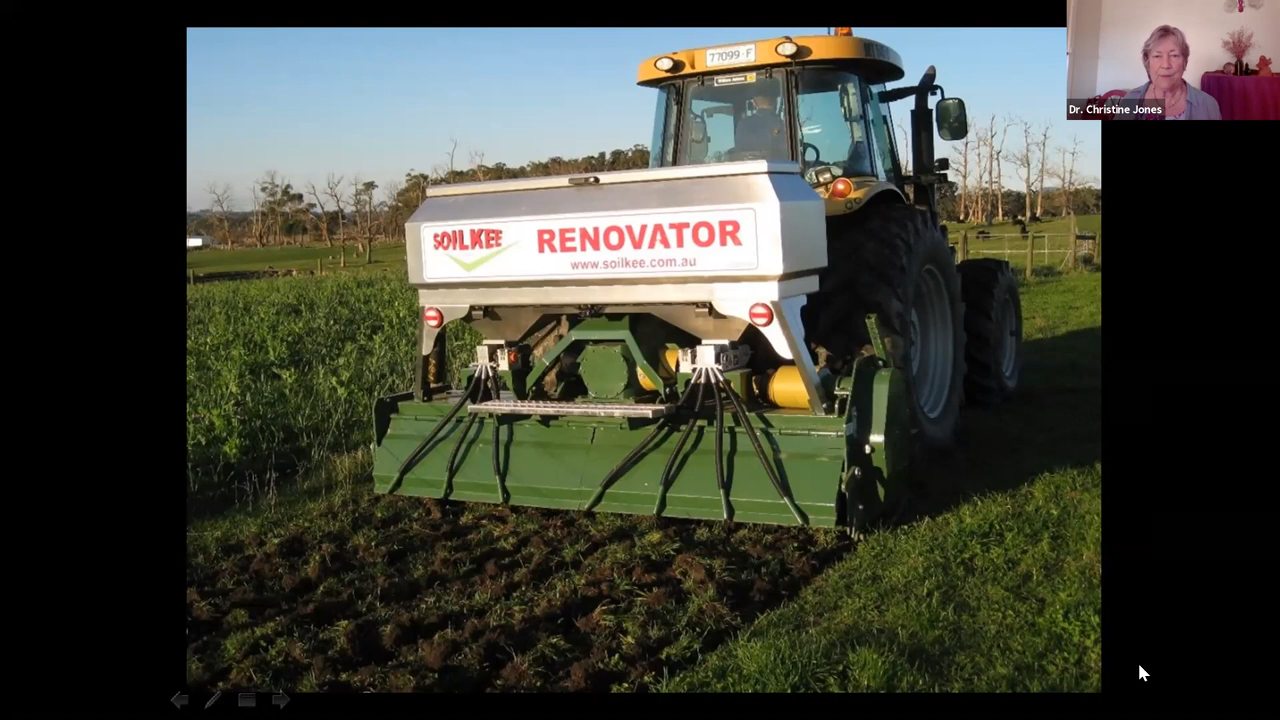 77099·F
Dr. Christine Jones
SOILKEE RENOVATOR
www.soilkee.com.au